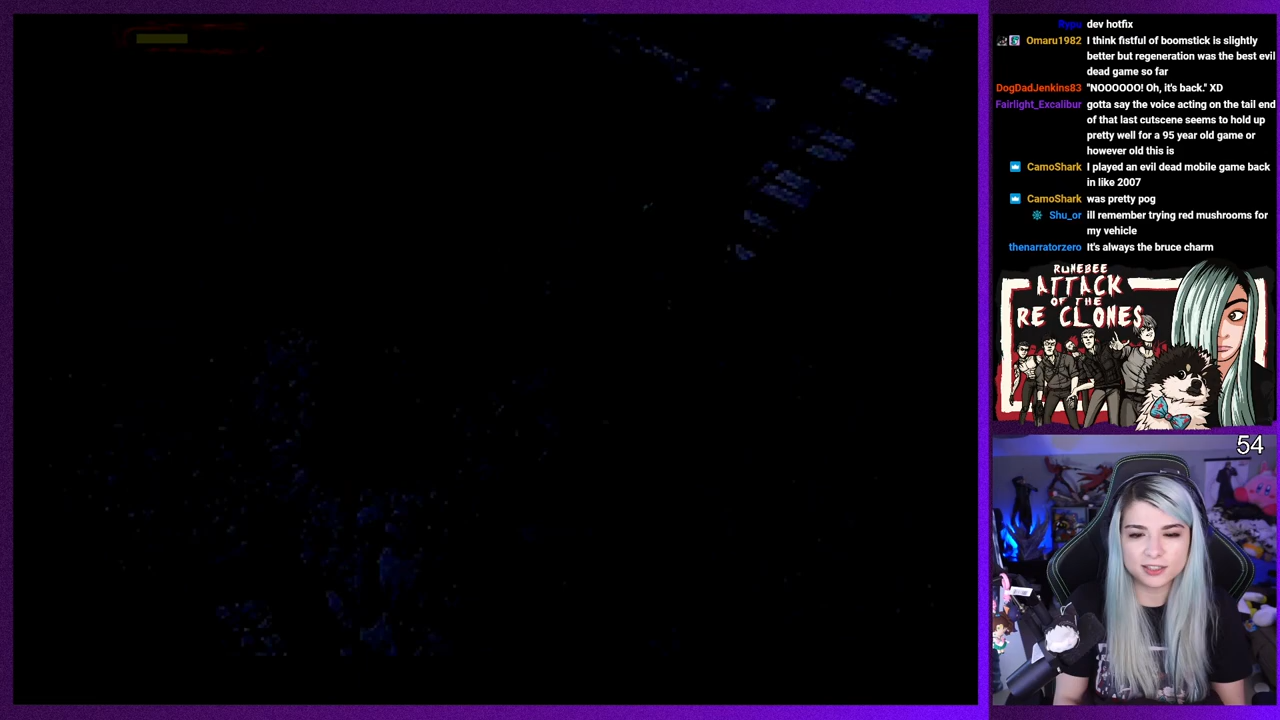 Rypu dev hotfix
Omaru1982 I think fistful of boomstick is slightly
better but regeneration was the best evil
dead game so far
DogDadJenkins83 "NOOOOOO! Oh, it's back." XD
Fairlight_Excalibur gotta say the voice acting on the tail end
of that last cutscene seems to hold up
pretty well for a 95 year old game or
however old this is
CamoShark I played an evil dead mobile game back
in like 2007
CamoShark was pretty pog
Shu_or ill remember trying red mushrooms for
my vehicle
thenarratorzero It's always the bruce charm
RUNEBEE
ATTACK
OF THE
RE CLONES
54